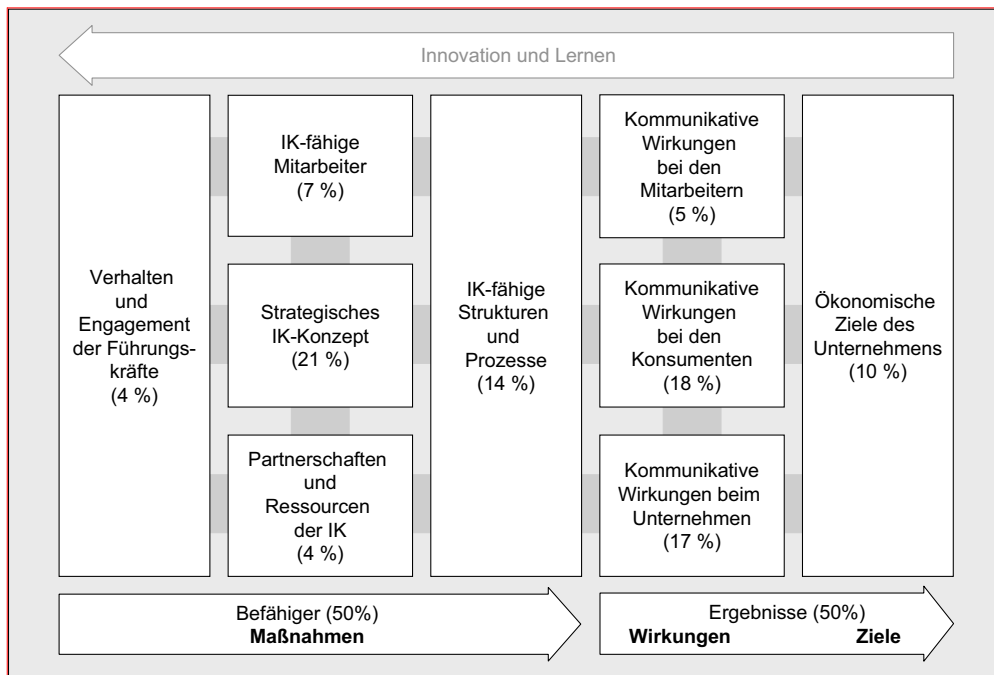 Innovation und Lernen
Verhalten
und
Engagement
der Führungs-
kräfte
(4 %)
IK-fähige
Mitarbeiter
(7 %)
Strategisches
IK-Konzept
(21 %)
Partnerschaften
und
Ressourcen
der IK
(4 %)
IK-fähige
Strukturen
und
Prozesse
(14 %)
Kommunikative
Wirkungen
bei den
Mitarbeitern
(5 %)
Kommunikative
Wirkungen
bei den
Konsumenten
(18 %)
Kommunikative
Wirkungen beim
Unternehmen
(17 %)
Ökonomische
Ziele des
Unternehmens
(10 %)
Befähiger (50%)
Maßnahmen
Ergebnisse (50%)
Wirkungen Ziele